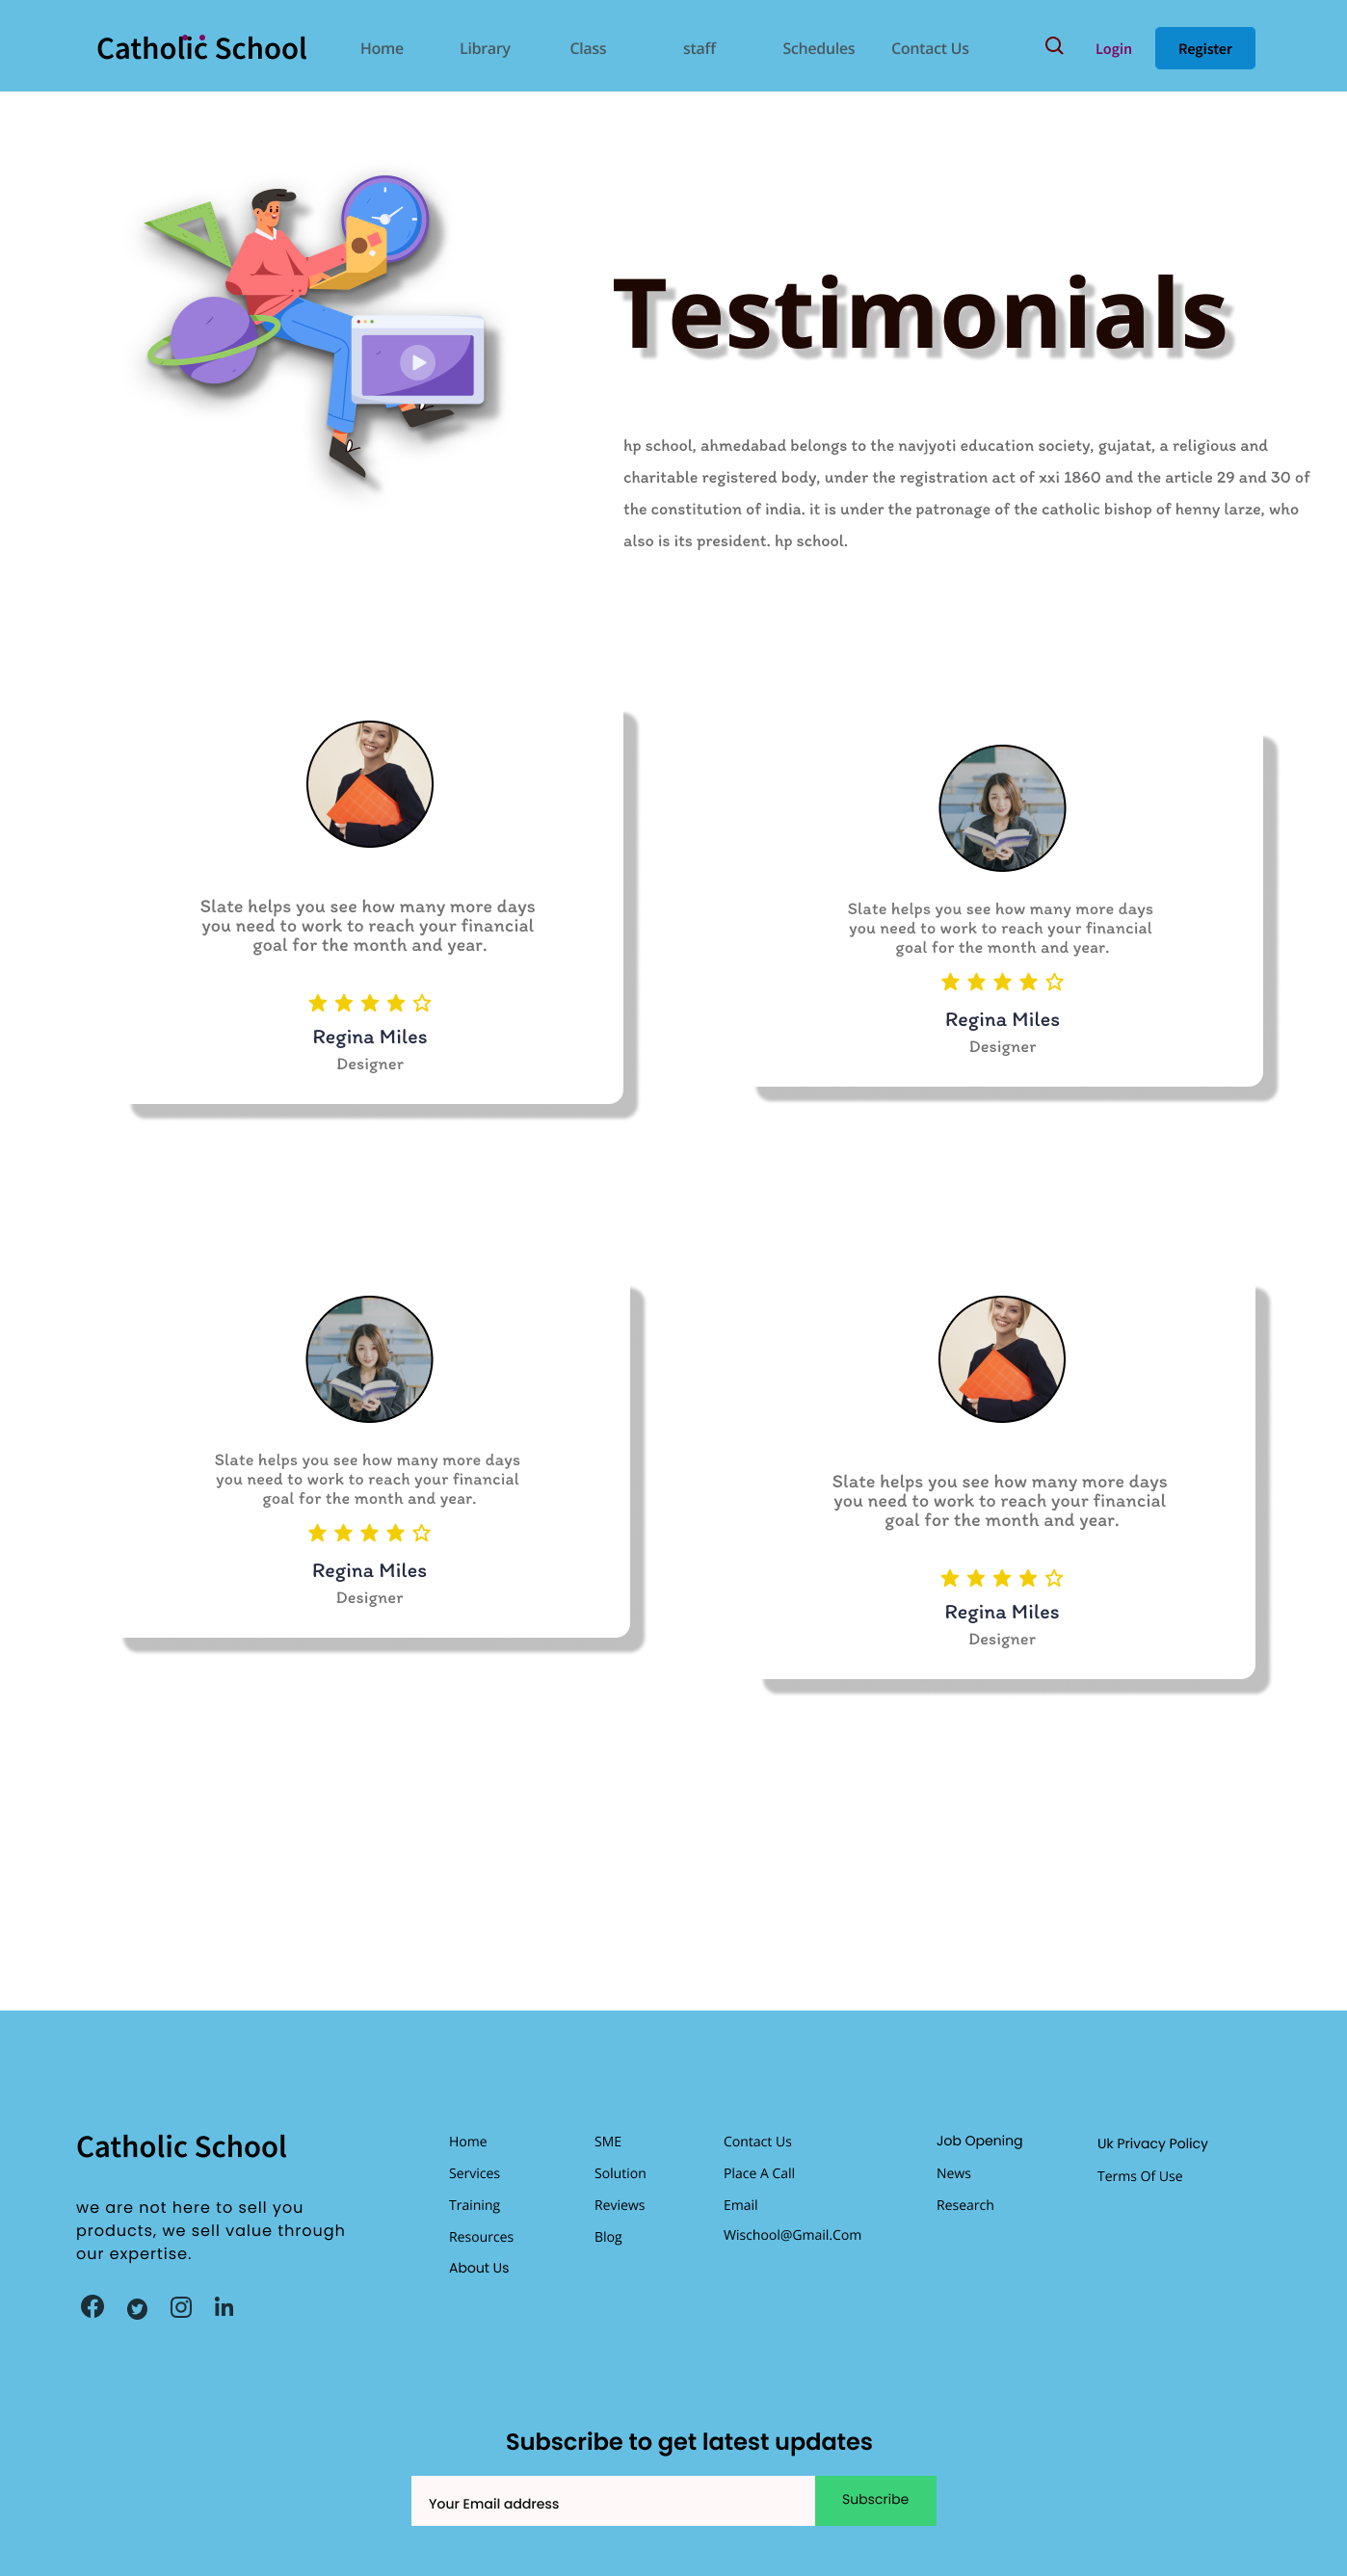 Catholic School
Home
Library
Class
staff
Schedules
Contact Us
Login
Register
Testimonials
hp school, ahmedabad belongs to the navjyoti education society, gujatat, a religious and
charitable registered body, under the registration act of xxi 1860 and the article 29 and 30 of
the constitution of india. it is under the patronage of the catholic bishop of henny larze, who
also is its president. hp school.
Slate helps you see how many more days
you need to work to reach your financial
goal for the month and year.
Regina Miles
Designer
Slate helps you see how many more days
you need to work to reach your financial
goal for the month and year.
Regina Miles
Designer
Slate helps you see how many more days
you need to work to reach your financial
goal for the month and year.
Regina Miles
Designer
Slate helps you see how many more days
you need to work to reach your financial
goal for the month and year.
Regina Miles
Designer
Catholic School
we are not here to sell you
products, we sell value through
our expertise.
Home
Services
Training
Resources
About Us
SME
Solution
Reviews
Blog
Contact Us
Place A Call
Email
Wischool@Gmail.Com
Job Opening
News
Research
Uk Privacy Policy
Terms Of Use
Subscribe to get latest updates
Your Email address
Subscribe